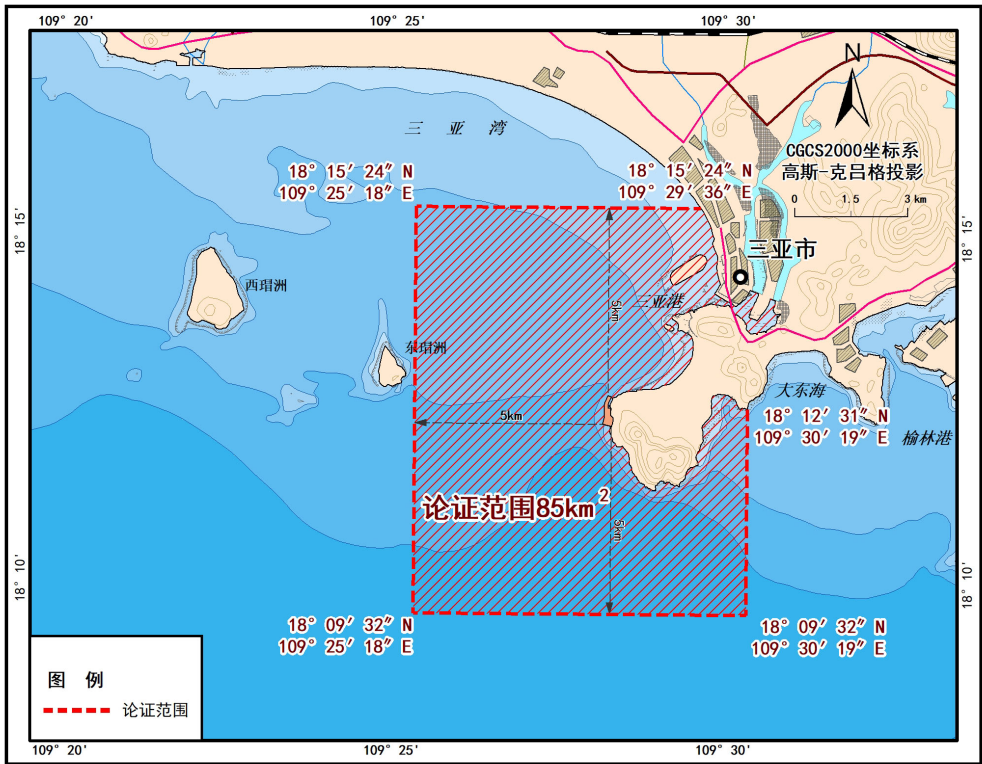 109° 20′
109° 25′
109° 30′
N
三亚湾
CGCS2000坐标系
高斯-克吕格投影
0 1.5 3 km
18° 15′ 24″ N
109° 25′ 18″ E
18° 15′ 24″ N
109° 29′ 36″ E
18° 15′
18° 15′
三亚市
西瑁洲
三亚港
5km
东瑁洲
大东海
5km
18° 12′ 31″ N
109° 30′ 19″ E
榆林港
论证范围85km²
5km
18° 10′
18° 10′
18° 09′ 32″ N
109° 25′ 18″ E
18° 09′ 32″ N
109° 30′ 19″ E
图 例
论证范围
109° 20′
109° 25′
109° 30′